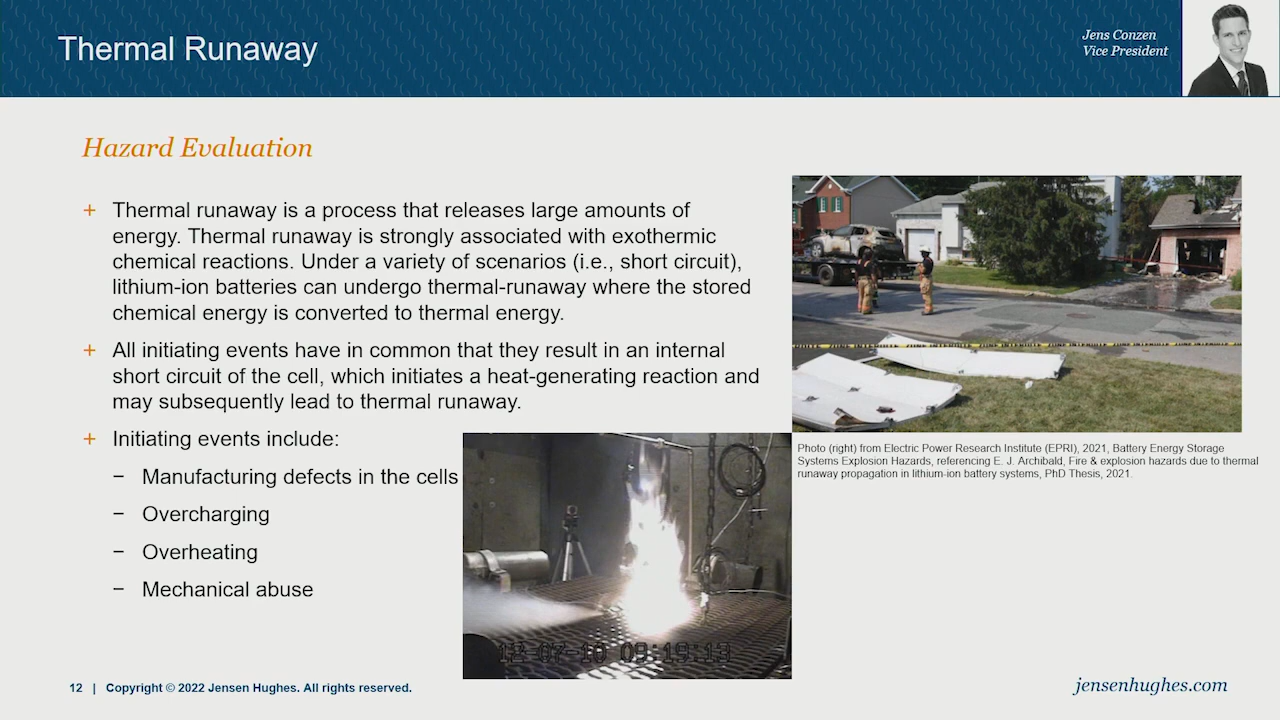 Thermal Runaway
Jens Conzen
Vice President
Hazard Evaluation
+ Thermal runaway is a process that releases large amounts of
energy. Thermal runaway is strongly associated with exothermic
chemical reactions. Under a variety of scenarios (i.e., short circuit),
lithium-ion batteries can undergo thermal-runaway where the stored
chemical energy is converted to thermal energy.
+ All initiating events have in common that they result in an internal
short circuit of the cell, which initiates a heat-generating reaction and
may subsequently lead to thermal runaway.
+ Initiating events include:
− Manufacturing defects in the cells
− Overcharging
− Overheating
− Mechanical abuse
Photo (right) from Electric Power Research Institute (EPRI), 2021, Battery Energy Storage
Systems Explosion Hazards, referencing E. J. Archibald, Fire & explosion hazards due to thermal
runaway propagation in lithium-ion battery systems, PhD Thesis, 2021.
09:19:13
12 | Copyright © 2022 Jensen Hughes. All rights reserved.
jensenhughes.com